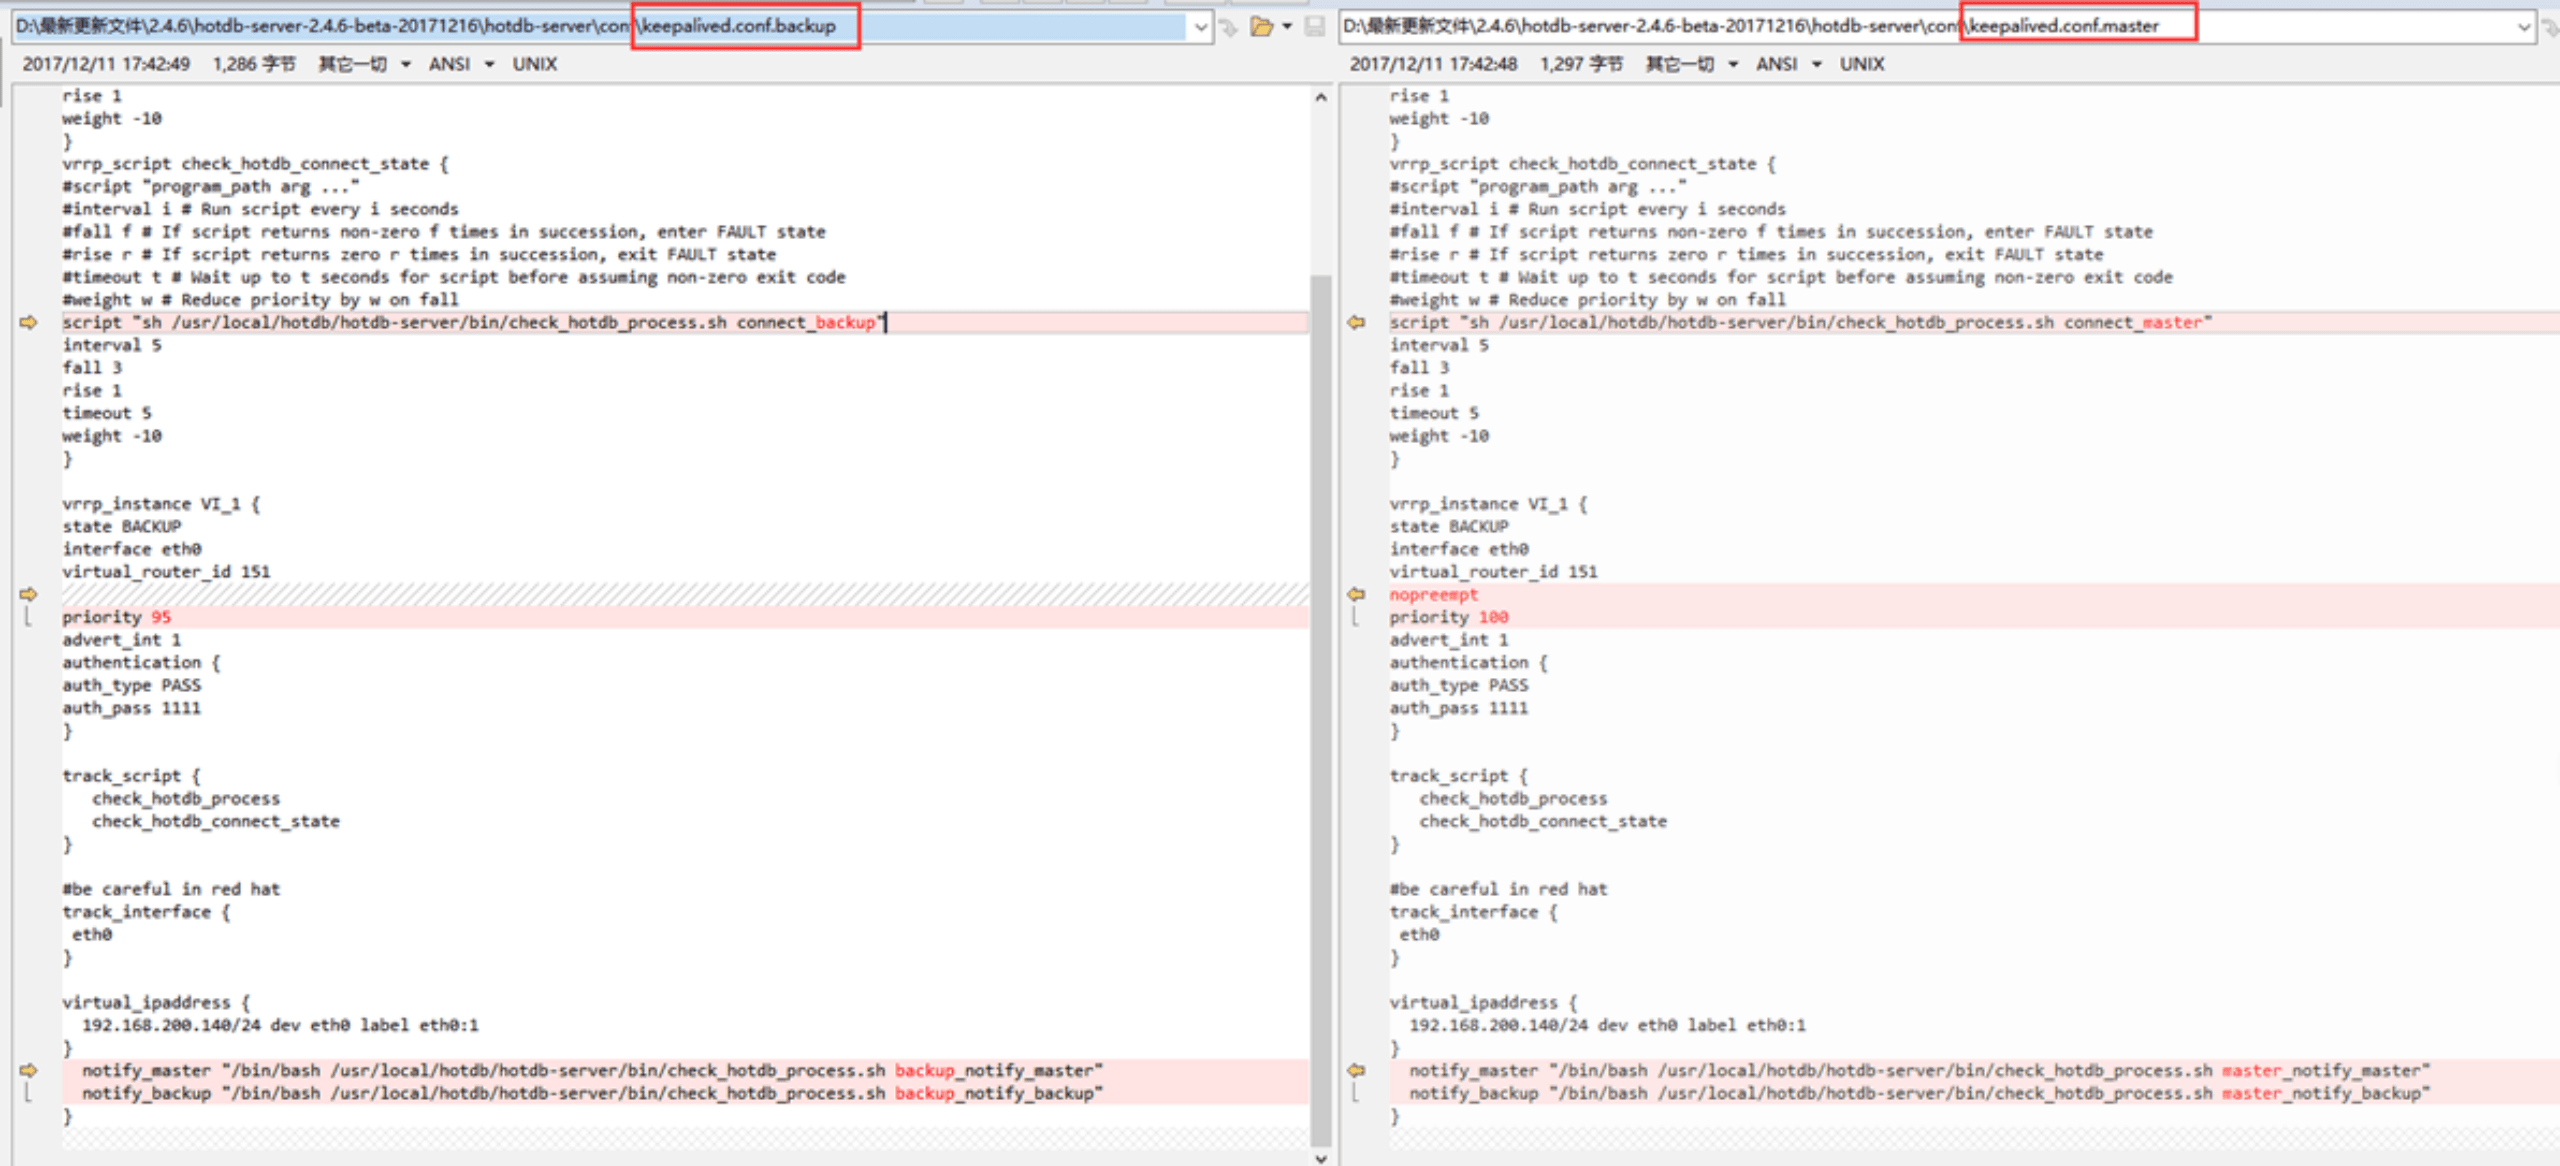 D:\最新更新文件\2.4.6\hotdb-server-2.4.6-beta-20171216\hotdb-server\conf\keepalived.conf.backup
2017/12/11 17:42:49 1,286 字节 其它一切 ANSI UNIX
rise 1
weight -10
}
vrrp_script check_hotdb_connect_state {
#script "program_path arg ..."
#interval i # Run script every i seconds
#fall f # If script returns non-zero f times in succession, enter FAULT state
#rise r # If script returns zero r times in succession, exit FAULT state
#timeout t # Wait up to t seconds for script before assuming non-zero exit code
#weight w # Reduce priority by w on fall
script "sh /usr/local/hotdb/hotdb-server/bin/check_hotdb_process.sh connect_backup"
interval 5
fall 3
rise 1
timeout 5
weight -10
}
vrrp_instance VI_1 {
state BACKUP
interface eth0
virtual_router_id 151
priority 95
advert_int 1
authentication {
auth_type PASS
auth_pass 1111
}
track_script {
check_hotdb_process
check_hotdb_connect_state
}
#be careful in red hat
track_interface {
eth0
}
virtual_ipaddress {
192.168.200.140/24 dev eth0 label eth0:1
}
notify_master "/bin/bash /usr/local/hotdb/hotdb-server/bin/check_hotdb_process.sh backup_notify_master"
notify_backup "/bin/bash /usr/local/hotdb/hotdb-server/bin/check_hotdb_process.sh backup_notify_backup"
}
D:\最新更新文件\2.4.6\hotdb-server-2.4.6-beta-20171216\hotdb-server\conf\keepalived.conf.master
2017/12/11 17:42:48 1,297 字节 其它一切 ANSI UNIX
rise 1
weight -10
}
vrrp_script check_hotdb_connect_state {
#script "program_path arg ..."
#interval i # Run script every i seconds
#fall f # If script returns non-zero f times in succession, enter FAULT state
#rise r # If script returns zero r times in succession, exit FAULT state
#timeout t # Wait up to t seconds for script before assuming non-zero exit code
#weight w # Reduce priority by w on fall
script "sh /usr/local/hotdb/hotdb-server/bin/check_hotdb_process.sh connect_master"
interval 5
fall 3
rise 1
timeout 5
weight -10
}
vrrp_instance VI_1 {
state BACKUP
interface eth0
virtual_router_id 151
nopreempt
priority 100
advert_int 1
authentication {
auth_type PASS
auth_pass 1111
}
track_script {
check_hotdb_process
check_hotdb_connect_state
}
#be careful in red hat
track_interface {
eth0
}
virtual_ipaddress {
192.168.200.140/24 dev eth0 label eth0:1
}
notify_master "/bin/bash /usr/local/hotdb/hotdb-server/bin/check_hotdb_process.sh master_notify_master"
notify_backup "/bin/bash /usr/local/hotdb/hotdb-server/bin/check_hotdb_process.sh master_notify_backup"
}